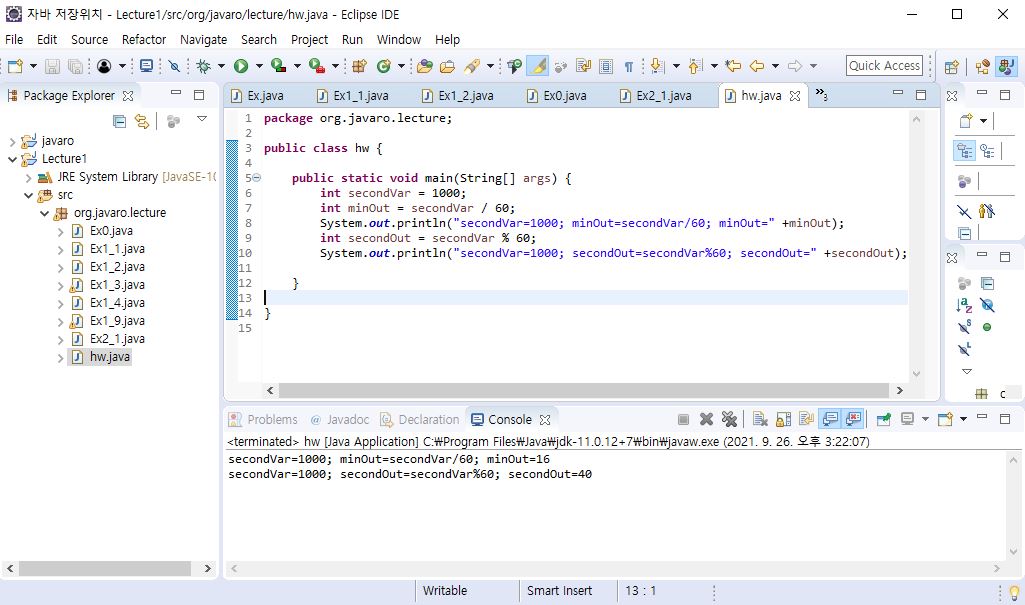 자바 저장위치 - Lecture1/src/org/javaro/lecture/hw.java - Eclipse IDE
File Edit Source Refactor Navigate Search Project Run Window Help
Quick Access
Package Explorer
javaro
Lecture1
JRE System Library [JavaSE-10
src
org.javaro.lecture
Ex0.java
Ex1_1.java
Ex1_2.java
Ex1_3.java
Ex1_4.java
Ex1_9.java
Ex2_1.java
hw.java
Ex.java Ex1_1.java Ex1_2.java Ex0.java Ex2_1.java hw.java »3
1 package org.javaro.lecture;
2
3 public class hw {
4
5 public static void main(String[] args) {
6 int secondVar = 1000;
7 int minOut = secondVar / 60;
8 System.out.println("secondVar=1000; minOut=secondVar/60; minOut=" +minOut);
9 int secondOut = secondVar % 60;
10 System.out.println("secondVar=1000; secondOut=secondVar%60; secondOut=" +secondOut);
11
12 }
13
14 }
15
Problems @ Javadoc Declaration Console
<terminated> hw [Java Application] C:₩Program Files₩Java₩jdk-11.0.12+7₩bin₩javaw.exe (2021. 9. 26. 오후 3:22:07)
secondVar=1000; minOut=secondVar/60; minOut=16
secondVar=1000; secondOut=secondVar%60; secondOut=40
Writable Smart Insert 13 : 1